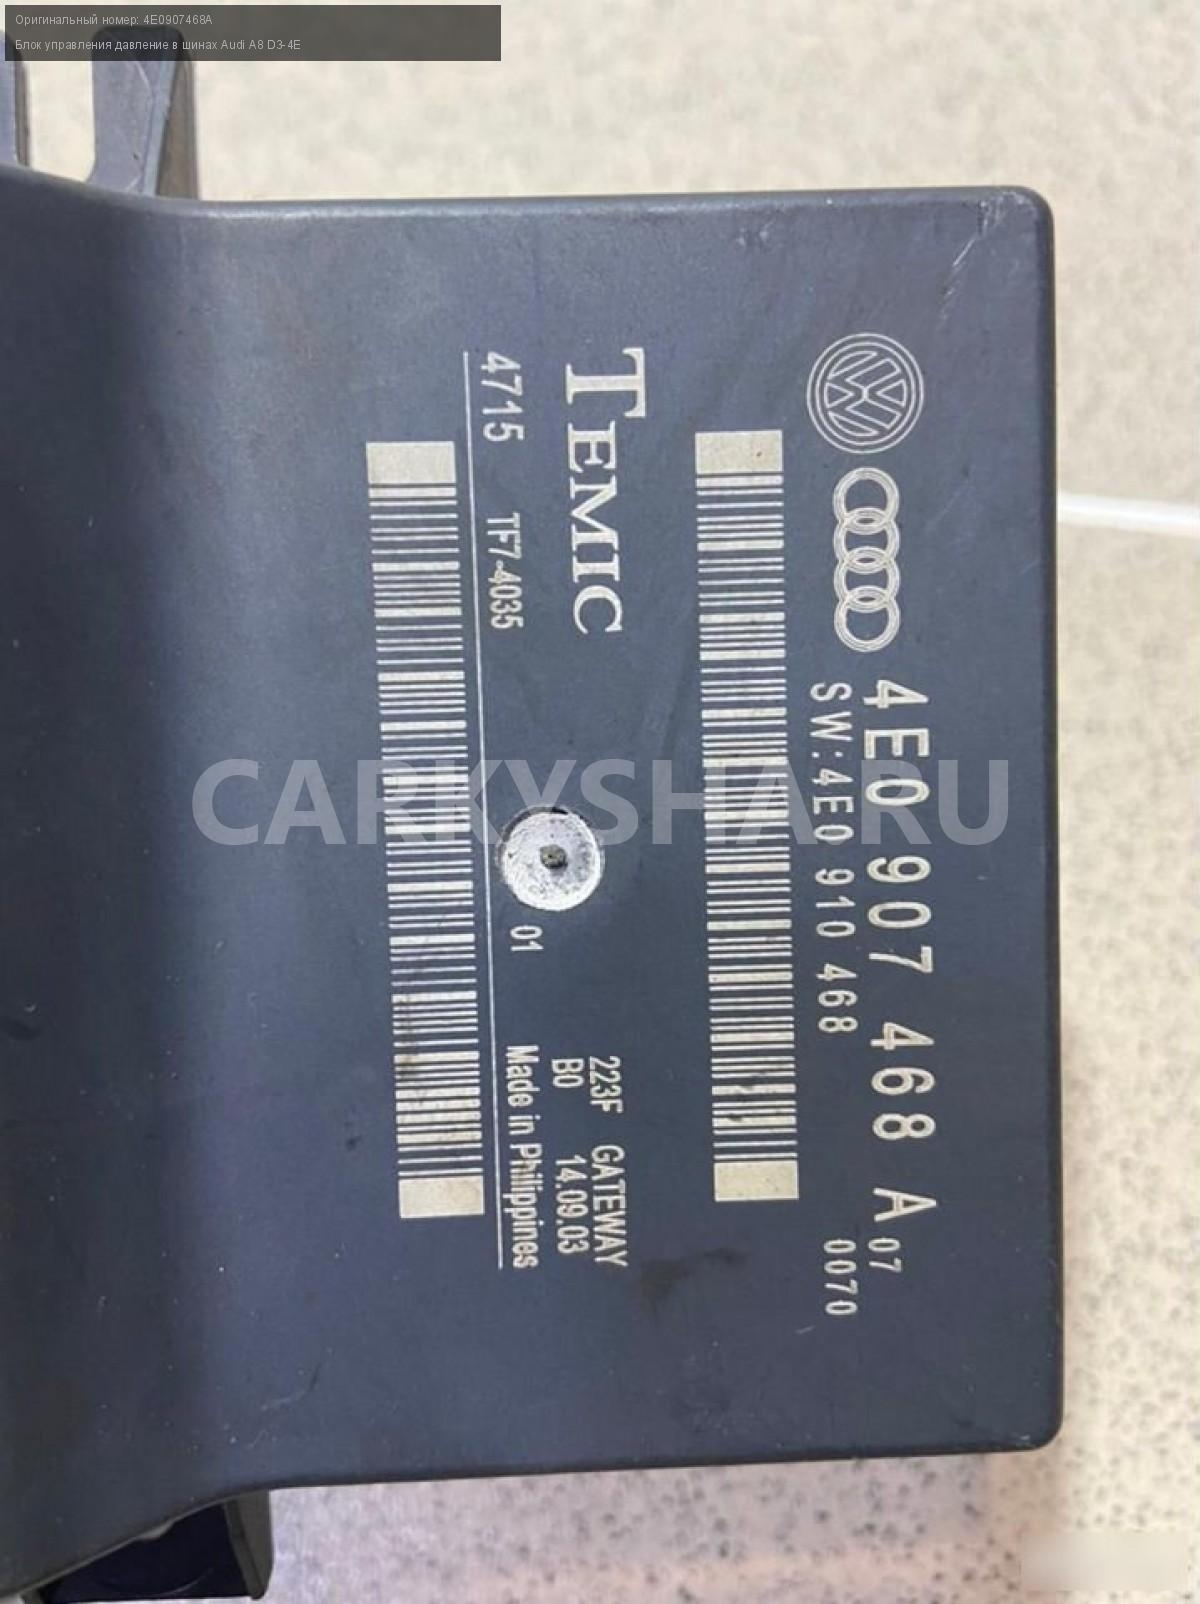 Оригинальный номер: 4E0907468A
Блок управления давление в шинах Audi A8 D3-4E
4E0 907 468 A 07
SW:4E0 910 468 0070
TEMIC
223F GATEWAY
B0 14.09.03
4715 TF7-4035 01 Made in Philippines
CARKYSHA.RU